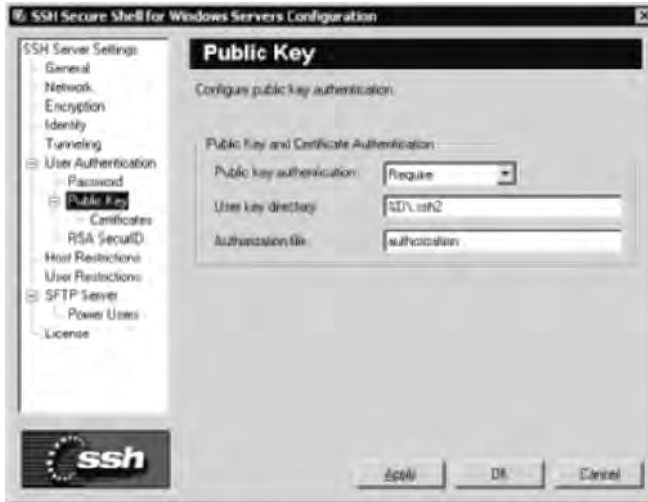 SSH Secure Shell for Windows Servers Configuration
SSH Server Settings
General
Network
Encryption
Identity
Tunneling
User Authentication
Password
Public Key
Certificates
RSA SecurID
Host Restrictions
User Restrictions
SFTP Server
Power Users
License
ssh
Public Key
Configure public key authentication.
Public Key and Certificate Authentication
Public key authentication: Require
User key directory: %D\.ssh2
Authorization file: authorization
Apply OK Cancel